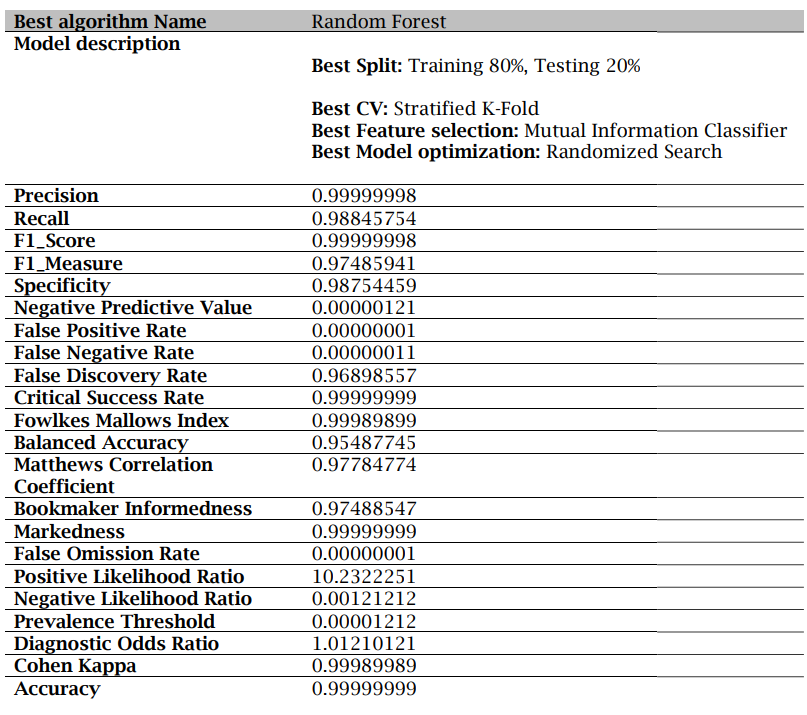 Best algorithm Name Random Forest
Model description
Best Split: Training 80%, Testing 20%
Best CV: Stratified K-Fold
Best Feature selection: Mutual Information Classifier
Best Model optimization: Randomized Search
Precision 0.99999998
Recall 0.98845754
F1_Score 0.99999998
F1_Measure 0.97485941
Specificity 0.98754459
Negative Predictive Value 0.00000121
False Positive Rate 0.00000001
False Negative Rate 0.00000011
False Discovery Rate 0.96898557
Critical Success Rate 0.99999999
Fowlkes Mallows Index 0.99989899
Balanced Accuracy 0.95487745
Matthews Correlation 0.97784774
Coefficient
Bookmaker Informedness 0.97488547
Markedness 0.99999999
False Omission Rate 0.00000001
Positive Likelihood Ratio 10.2322251
Negative Likelihood Ratio 0.00121212
Prevalence Threshold 0.00001212
Diagnostic Odds Ratio 1.01210121
Cohen Kappa 0.99989989
Accuracy 0.99999999